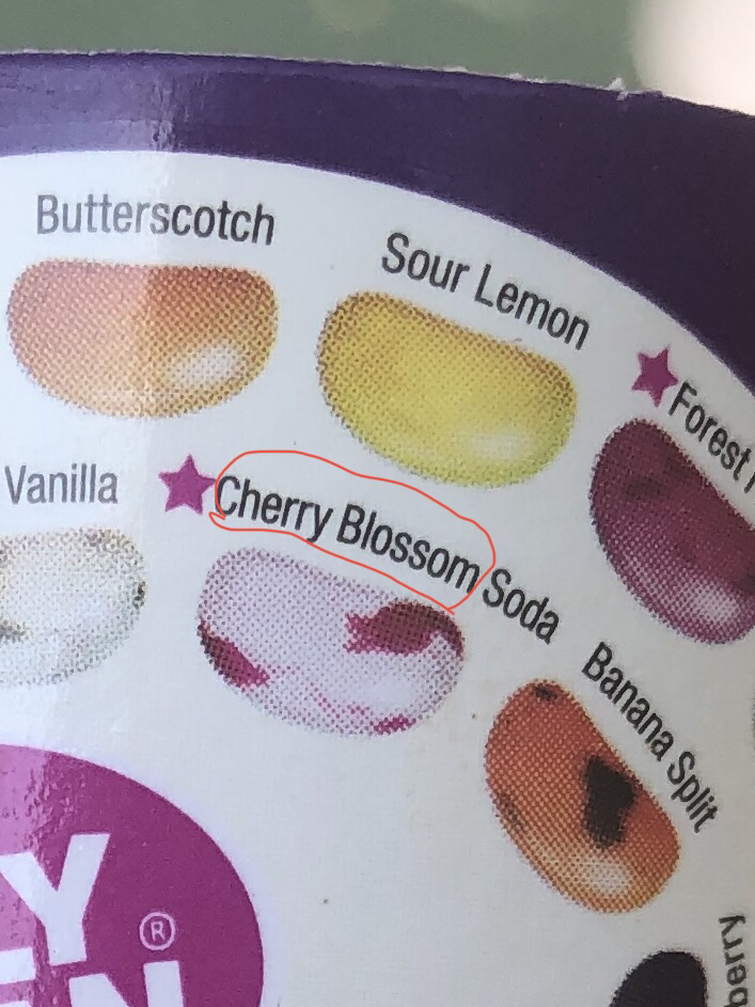 Butterscotch
Sour Lemon
Forest
Vanilla
Cherry Blossom Soda
Banana Split
Y
®